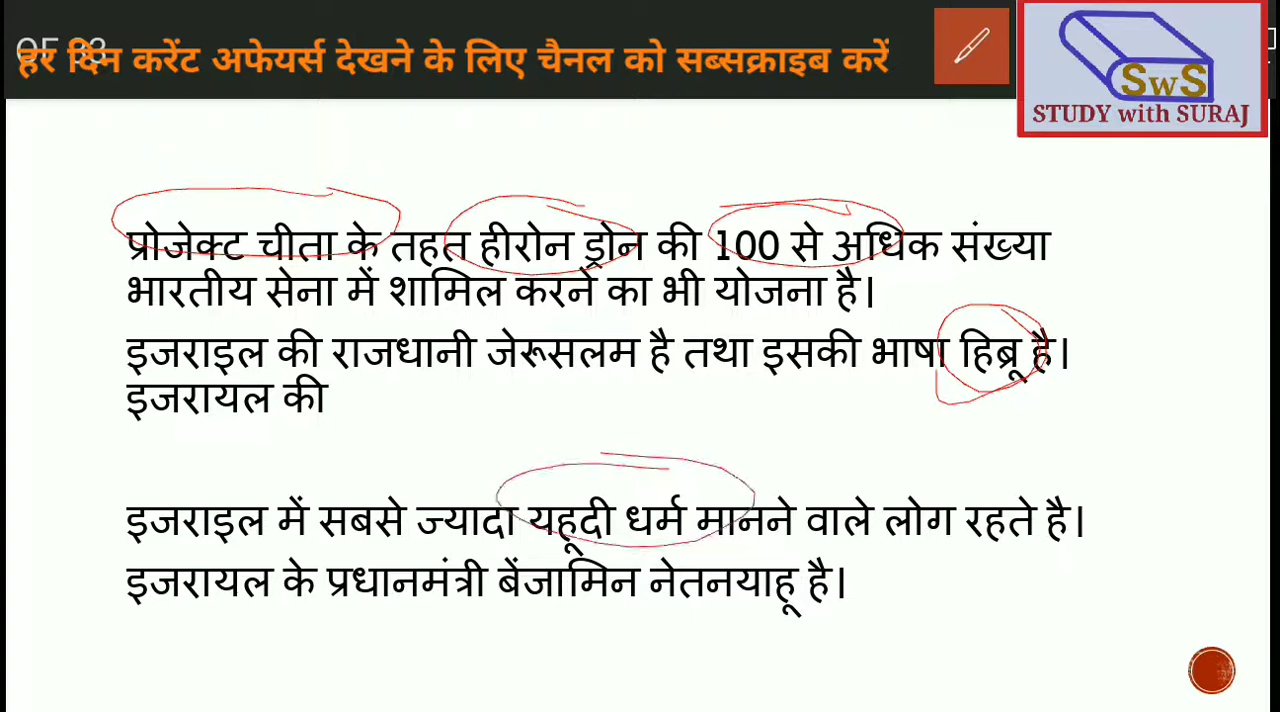 हर दिन करेंट अफेयर्स देखने के लिए चैनल को सब्सक्राइब करें
SwS
STUDY with SURAJ
प्रोजेक्ट चीता के तहत हीरोन ड्रोन की 100 से अधिक संख्या
भारतीय सेना में शामिल करने का भी योजना है।
इजराइल की राजधानी जेरूसलम है तथा इसकी भाषा हिब्रू है।
इजरायल की
इजराइल में सबसे ज्यादा यहूदी धर्म मानने वाले लोग रहते है।
इजरायल के प्रधानमंत्री बेंजामिन नेतनयाहू है।